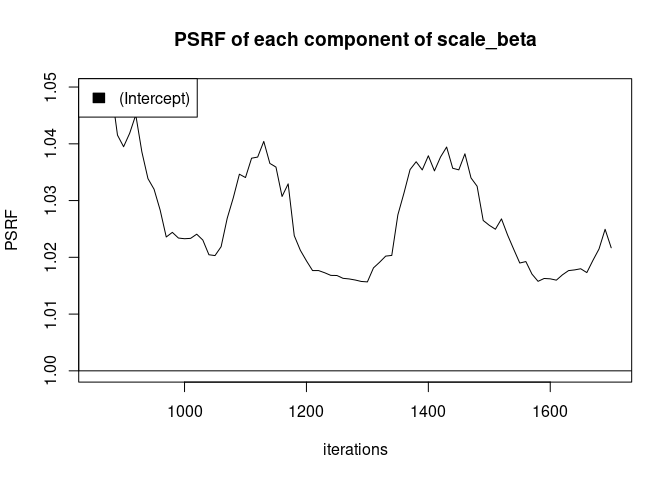 PSRF of each component of scale_beta
(Intercept)
PSRF
1.05
1.04
1.03
1.02
1.01
1.00
1000 1200 1400 1600
iterations